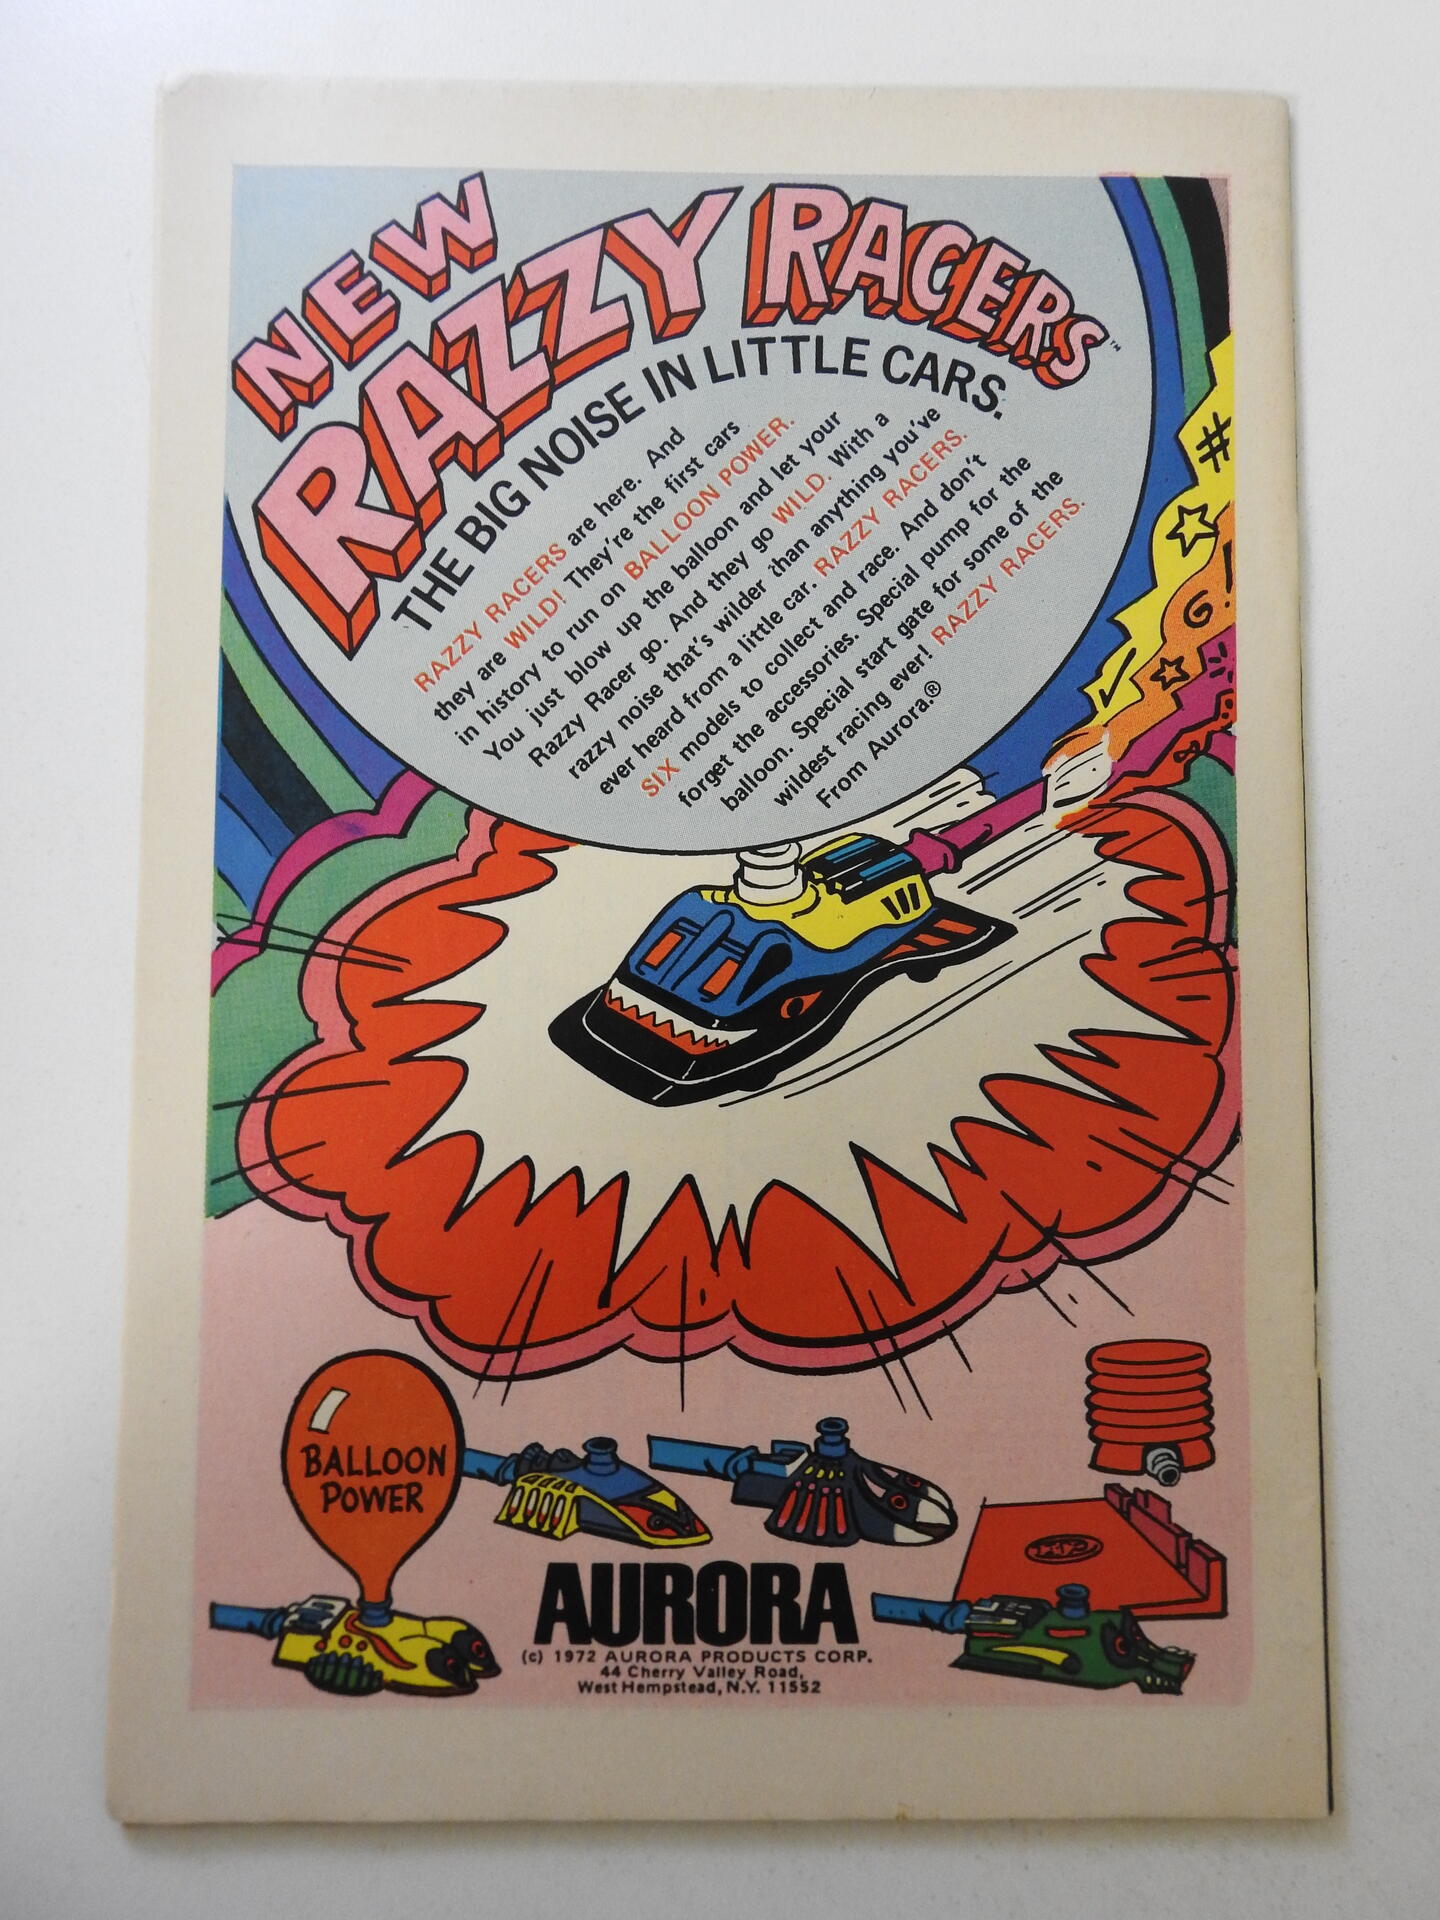 NEW
RAZZY RACERS™
THE BIG NOISE IN LITTLE CARS.
RAZZY RACERS are here. And
they are WILD! They're the first cars
in history to run on BALLOON POWER.
You just blow up the balloon and let your
Razzy Racer go. And they go WILD. With a
razzy noise that's wilder than anything you've
ever heard from a little car. RAZZY RACERS.
SIX models to collect and race. And don't
forget the accessories. Special pump for the
balloon. Special start gate for some of the
wildest racing ever! RAZZY RACERS.
From Aurora.®
BALLOON
POWER
AURORA
(c) 1972 AURORA PRODUCTS CORP.
44 Cherry Valley Road,
West Hempstead, N.Y. 11552